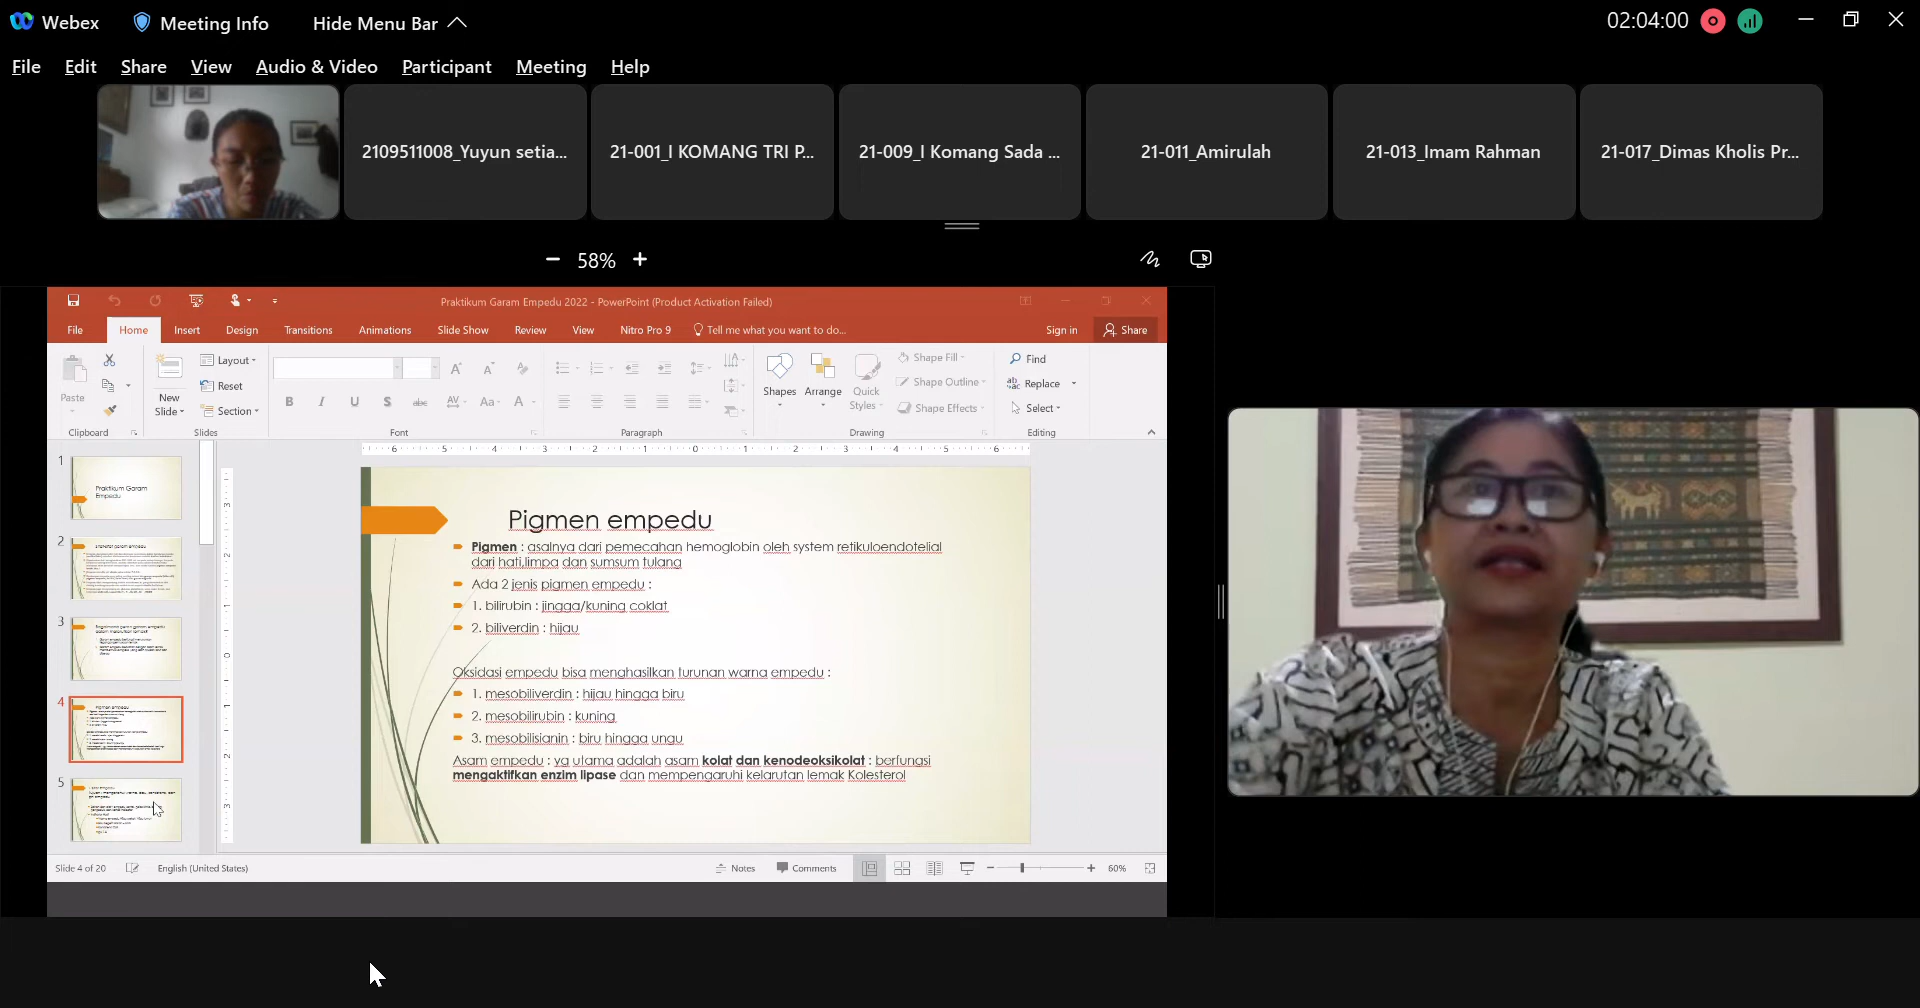 Webex
Meeting Info
Hide Menu Bar
02:04:00
File Edit Share View Audio & Video Participant Meeting Help
2109511008_Yuyun setia...
21-001_I KOMANG TRI P...
21-009_I Komang Sada ...
21-011_Amirulah
21-013_Imam Rahman
21-017_Dimas Kholis Pr...
58%
Praktikum Garam Empedu 2022 - PowerPoint (Product Activation Failed)
File Home Insert Design Transitions Animations Slide Show Review View Nitro Pro 9 Tell me what you want to do... Sign in Share
Paste
New Slide
Layout
Reset
Section
Shapes
Arrange
Quick Styles
Shape Fill
Shape Outline
Shape Effects
Find
Replace
Select
Clipboard Slides Font Paragraph Drawing Editing
1
Praktikum Garam
Empedu
2
3
4
5
Pigmen empedu
Pigmen : asalnya dari pemecahan hemoglobin oleh system retikuloendotelial
dari hati,limpa dan sumsum tulang
Ada 2 jenis pigmen empedu :
1. bilirubin : jingga/kuning coklat
2. biliverdin : hijau
Oksidasi empedu bisa menghasilkan turunan warna empedu :
1. mesobiliverdin : hijau hingga biru
2. mesobilirubin : kuning
3. mesobilisianin : biru hingga ungu
Asam empedu : yg utama adalah asam kolat dan kenodeoksikolat : berfungsi
mengaktifkan enzim lipase dan mempengaruhi kelarutan lemak Kolesterol
Slide 4 of 20
English (United States)
Notes
Comments
60%